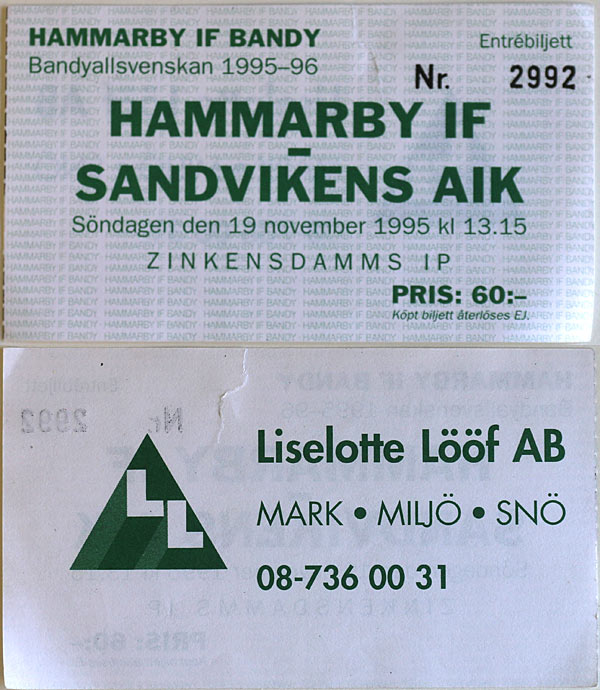 HAMMARBY IF BANDY
Entrébiljett
Bandyallsvenskan 1995–96
Nr. 2992
HAMMARBY IF
–
SANDVIKENS AIK
Söndagen den 19 november 1995 kl 13.15
ZINKENSDAMMS IP
PRIS: 60:–
Köpt biljett återlöses EJ.
LL
Liselotte Lööf AB
MARK • MILJÖ • SNÖ
08-736 00 31